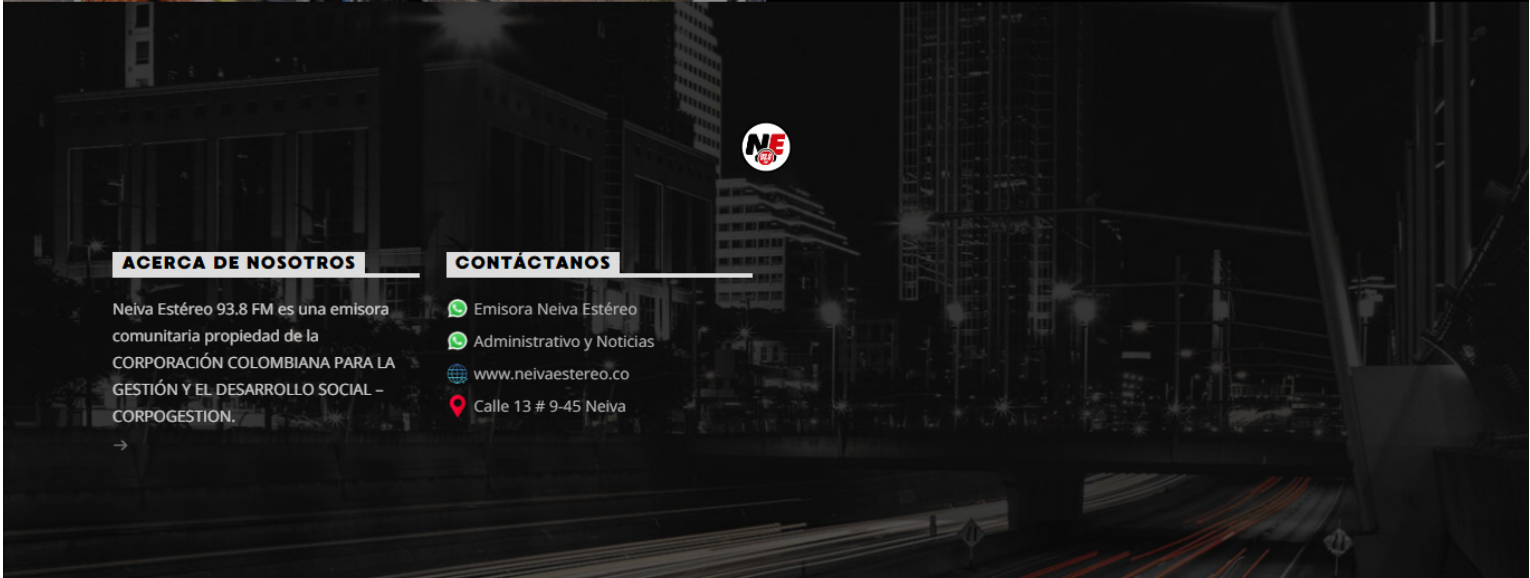 NE
ACERCA DE NOSOTROS
Neiva Estéreo 93.8 FM es una emisora
comunitaria propiedad de la
CORPORACIÓN COLOMBIANA PARA LA
GESTIÓN Y EL DESARROLLO SOCIAL –
CORPOGESTION.
→
CONTÁCTANOS
Emisora Neiva Estéreo
Administrativo y Noticias
www.neivaestereo.co
Calle 13 # 9-45 Neiva